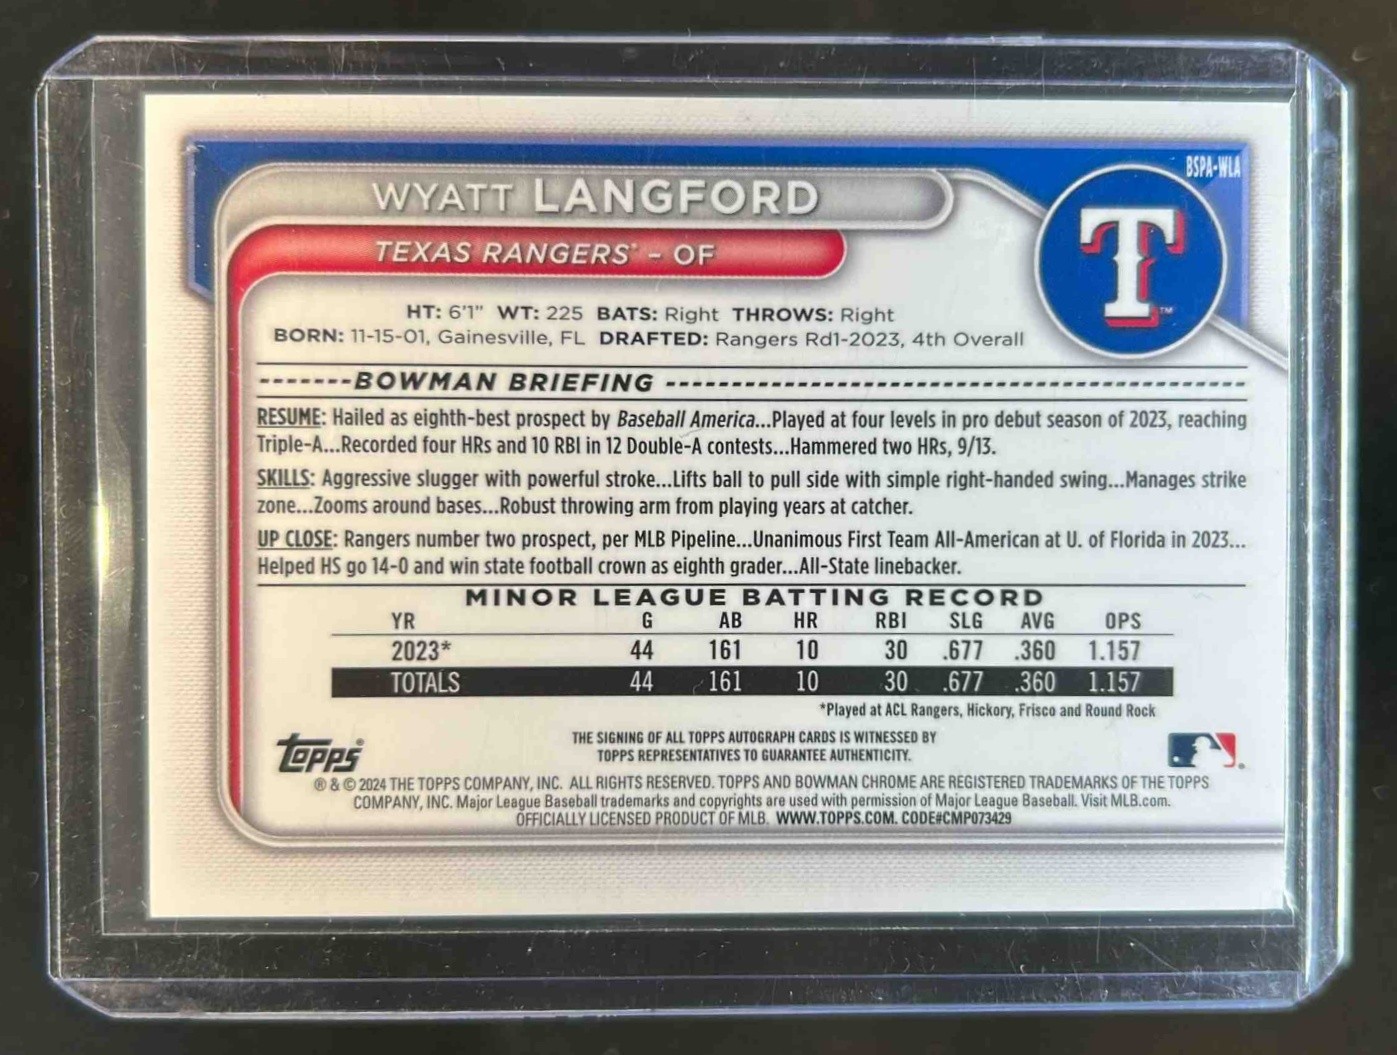 BSPA-WLA
WYATT LANGFORD
TEXAS RANGERS® - OF
T™
HT: 6'1" WT: 225 BATS: Right THROWS: Right
BORN: 11-15-01, Gainesville, FL DRAFTED: Rangers Rd1-2023, 4th Overall
-------BOWMAN BRIEFING --------------------------------------------
RESUME: Hailed as eighth-best prospect by Baseball America...Played at four levels in pro debut season of 2023, reaching
Triple-A...Recorded four HRs and 10 RBI in 12 Double-A contests...Hammered two HRs, 9/13.
SKILLS: Aggressive slugger with powerful stroke...Lifts ball to pull side with simple right-handed swing...Manages strike
zone...Zooms around bases...Robust throwing arm from playing years at catcher.
UP CLOSE: Rangers number two prospect, per MLB Pipeline...Unanimous First Team All-American at U. of Florida in 2023...
Helped HS go 14-0 and win state football crown as eighth grader...All-State linebacker.
MINOR LEAGUE BATTING RECORD
YR G AB HR RBI SLG AVG OPS
2023* 44 161 10 30 .677 .360 1.157
TOTALS 44 161 10 30 .677 .360 1.157
*Played at ACL Rangers, Hickory, Frisco and Round Rock
THE SIGNING OF ALL TOPPS AUTOGRAPH CARDS IS WITNESSED BY
TOPPS REPRESENTATIVES TO GUARANTEE AUTHENTICITY.
Topps®
® & © 2024 THE TOPPS COMPANY, INC. ALL RIGHTS RESERVED. TOPPS AND BOWMAN CHROME ARE REGISTERED TRADEMARKS OF THE TOPPS
COMPANY, INC. Major League Baseball trademarks and copyrights are used with permission of Major League Baseball. Visit MLB.com.
OFFICIALLY LICENSED PRODUCT OF MLB. WWW.TOPPS.COM. CODE#CMP073429